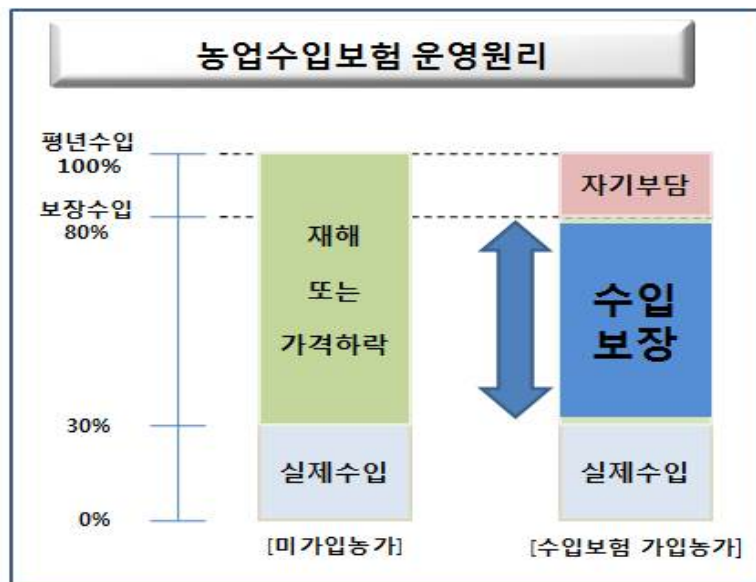 농업수입보험 운영원리
평년수입
100%
보장수입
80%
30%
0%
재해
또는
가격하락
실제수입
[미가입농가]
자기부담
수입
보장
실제수입
[수입보험 가입농가]